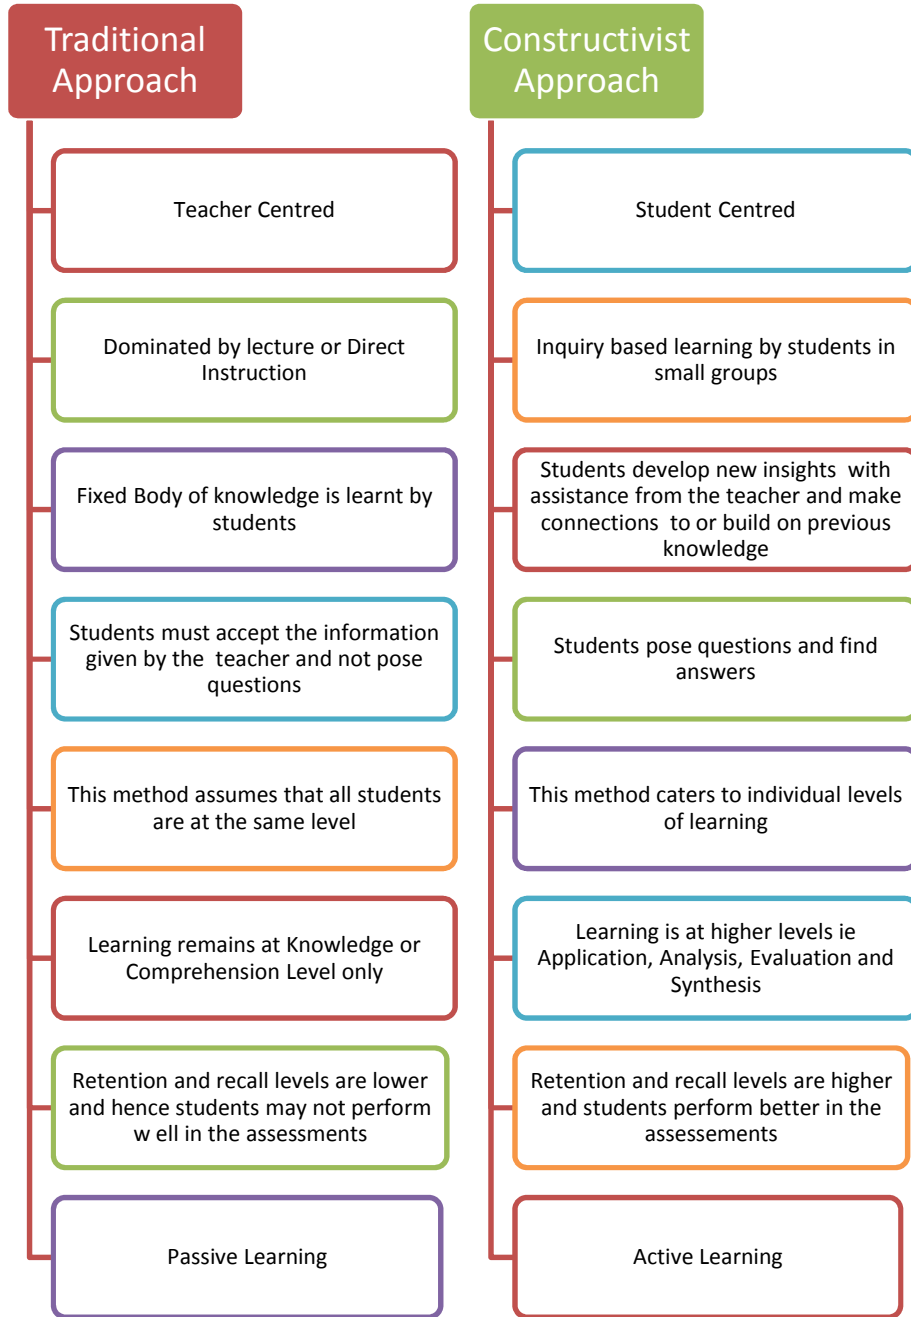 Traditional
Approach
Teacher Centred
Dominated by lecture or Direct
Instruction
Fixed Body of knowledge is learnt by
students
Students must accept the information
given by the teacher and not pose
questions
This method assumes that all students
are at the same level
Learning remains at Knowledge or
Comprehension Level only
Retention and recall levels are lower
and hence students may not perform
w ell in the assessments
Passive Learning
Constructivist
Approach
Student Centred
Inquiry based learning by students in
small groups
Students develop new insights with
assistance from the teacher and make
connections to or build on previous
knowledge
Students pose questions and find
answers
This method caters to individual levels
of learning
Learning is at higher levels ie
Application, Analysis, Evaluation and
Synthesis
Retention and recall levels are higher
and students perform better in the
assessements
Active Learning